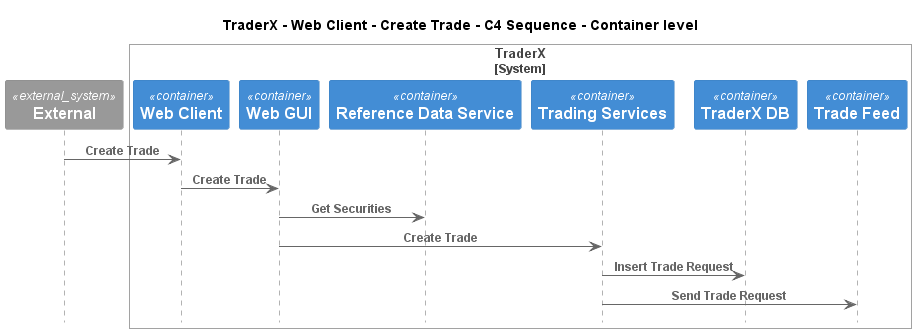 TraderX - Web Client - Create Trade - C4 Sequence - Container level
TraderX
[System]
«external_system»
External
«container»
Web Client
«container»
Web GUI
«container»
Reference Data Service
«container»
Trading Services
«container»
TraderX DB
«container»
Trade Feed
Create Trade
Create Trade
Get Securities
Create Trade
Insert Trade Request
Send Trade Request